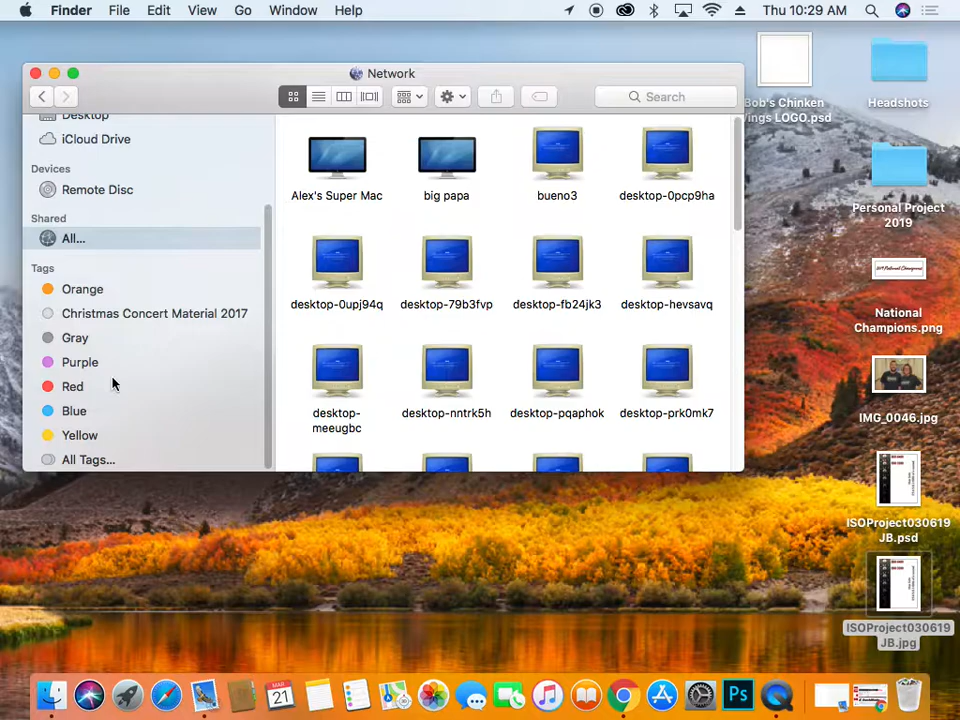 Finder File Edit View Go Window Help Thu 10:29 AM
Network
Search
Desktop
iCloud Drive
Devices
Remote Disc
Shared
All...
Tags
Orange
Christmas Concert Material 2017
Gray
Purple
Red
Blue
Yellow
All Tags...
Alex's Super Mac
big papa
bueno3
desktop-0pcp9ha
desktop-0upj94q
desktop-79b3fvp
desktop-fb24jk3
desktop-hevsavq
desktop-
meeugbc
desktop-nntrk5h
desktop-pqaphok
desktop-prk0mk7
Bob's Chinken
ings LOGO.psd
Headshots
Personal Project
2019
National
Champions.png
IMG_0046.jpg
ISOProject030619
JB.psd
ISOProject030619
JB.jpg
MAR
21
Ps